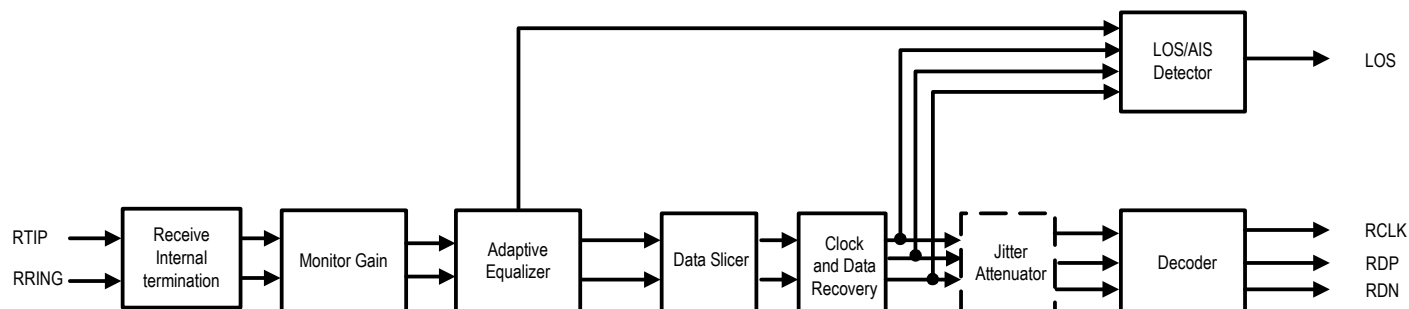 LOS/AIS
Detector
LOS
RTIP
RRING
Receive
Internal
termination
Monitor Gain
Adaptive
Equalizer
Data Slicer
Clock
and Data
Recovery
Jitter
Attenuator
Decoder
RCLK
RDP
RDN